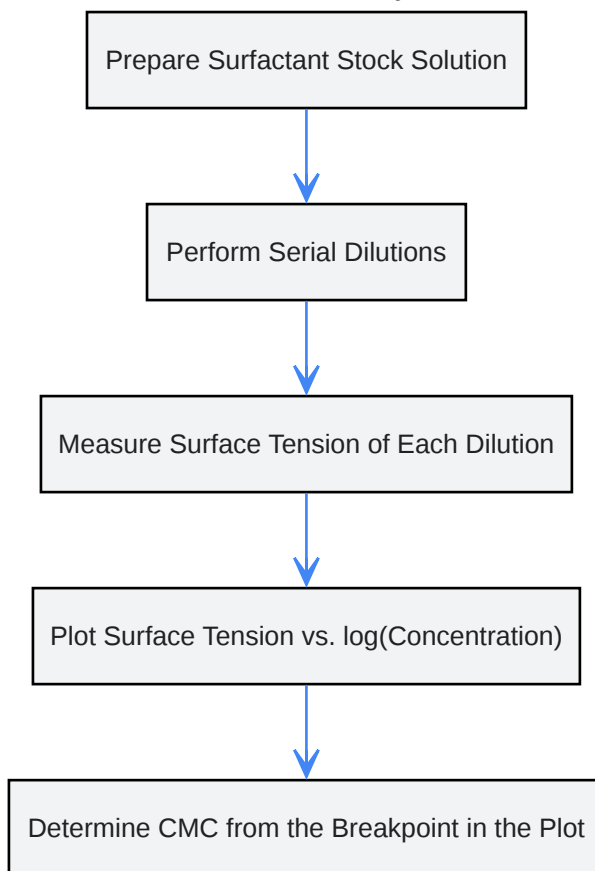 Prepare Surfactant Stock Solution
Perform Serial Dilutions
Measure Surface Tension of Each Dilution
Plot Surface Tension vs. log(Concentration)
Determine CMC from the Breakpoint in the Plot